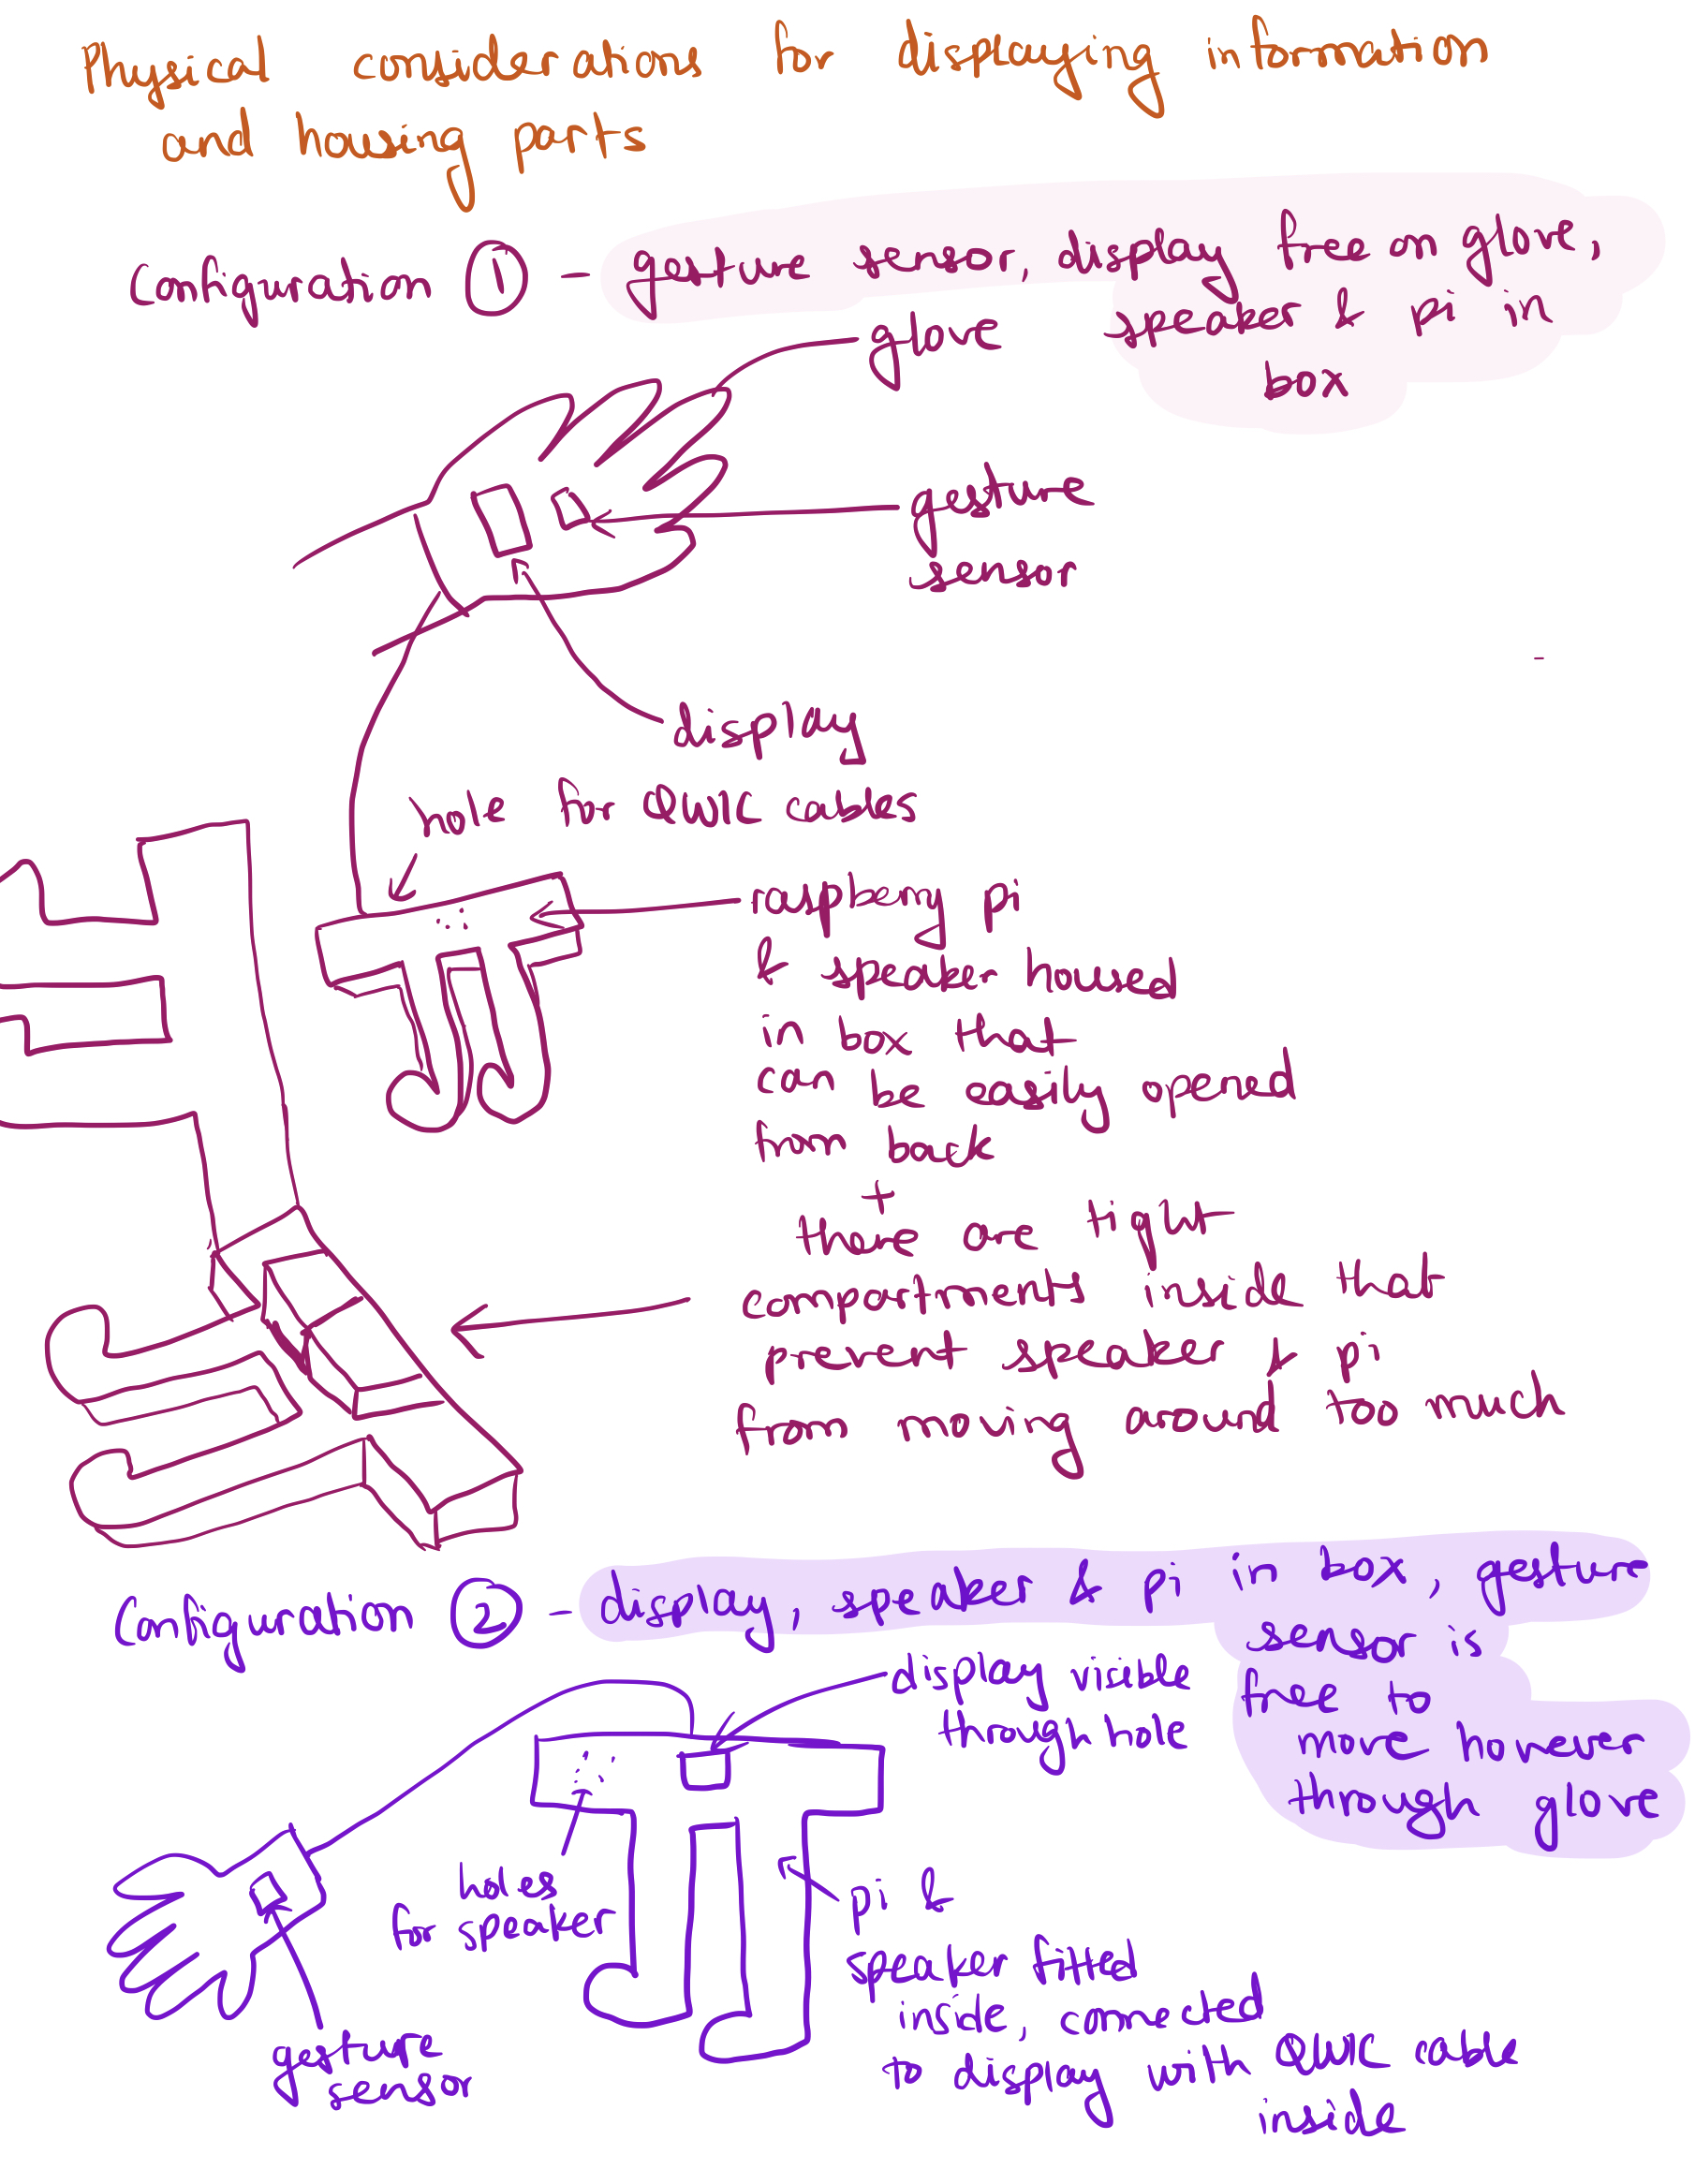 Physical considerations for displaying information
and housing parts
Configuration ① - gesture sensor, display free on glove,
speaker & pi in
box
glove
gesture
sensor
display
hole for QWIC cables
raspberry pi
& speaker housed
in box that
can be easily opened
from back
+
there are tight
compartments inside that
prevent speaker & pi
from moving around too much
Configuration ② - display, speaker & pi in box, gesture
sensor is
free to
move however
through glove
display visible
through hole
holes
for speaker
gesture
sensor
pi &
speaker fitted
inside, connected
to display with QWIC cable
inside